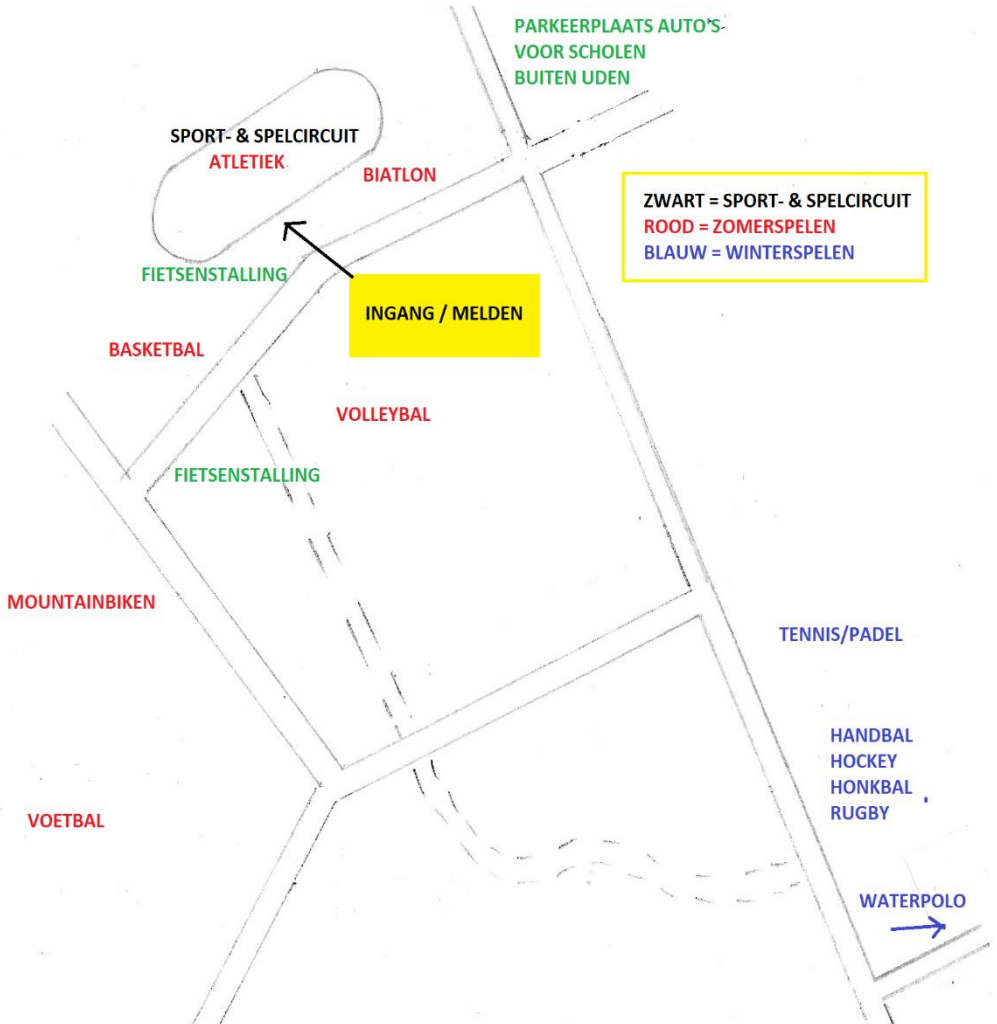 PARKEERPLAATS AUTO'S
VOOR SCHOLEN
BUITEN UDEN
SPORT- & SPELCIRCUIT
ATLETIEK
BIATLON
ZWART = SPORT- & SPELCIRCUIT
ROOD = ZOMERSPELEN
BLAUW = WINTERSPELEN
FIETSENSTALLING
INGANG / MELDEN
BASKETBAL
VOLLEYBAL
FIETSENSTALLING
MOUNTAINBIKEN
TENNIS/PADEL
HANDBAL
HOCKEY
HONKBAL
RUGBY
VOETBAL
WATERPOLO